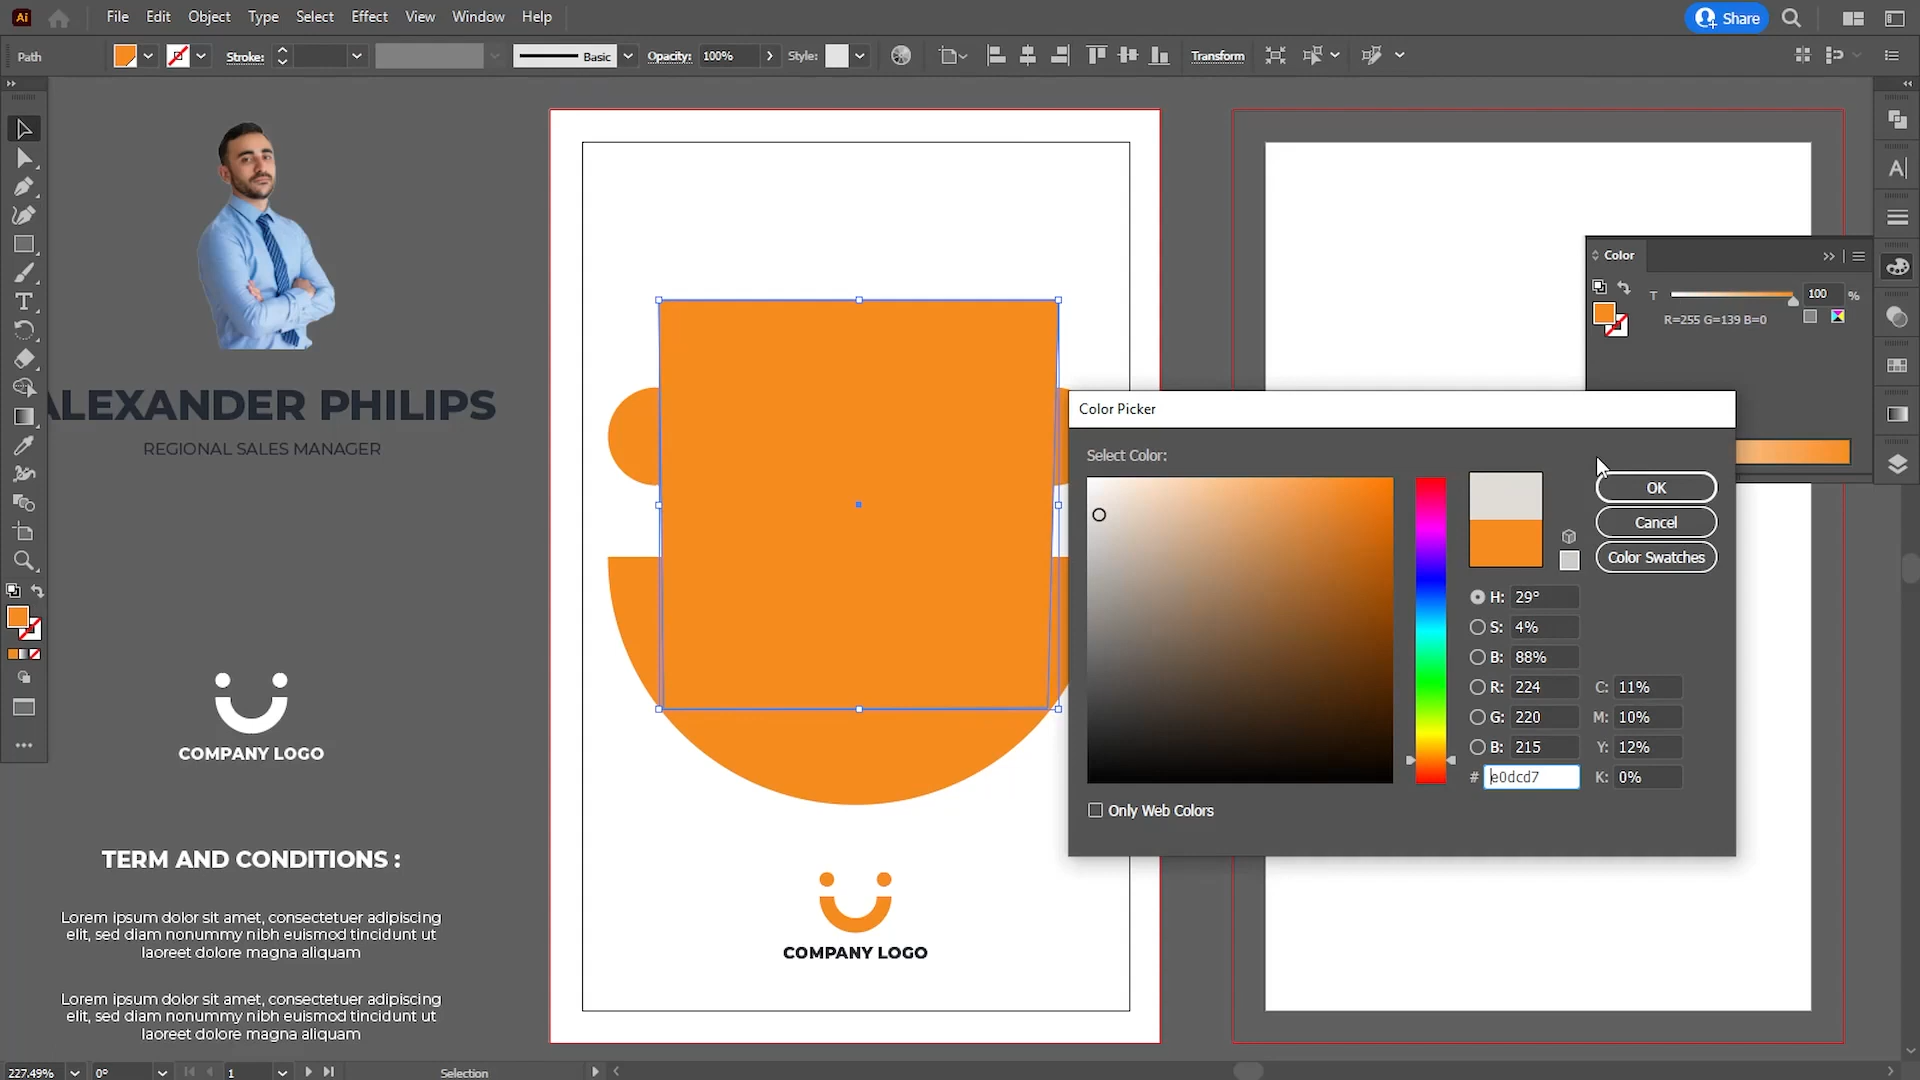 Ai
File Edit Object Type Select Effect View Window Help
Share
Path
Stroke:
Basic
Opacity: 100%
Style:
Transform
A
T
Color
T 100 %
R=255 G=139 B=0
ALEXANDER PHILIPS
REGIONAL SALES MANAGER
Color Picker
Select Color:
OK
Cancel
Color Swatches
H: 29°
S: 4%
B: 88%
R: 224 C: 11%
G: 220 M: 10%
B: 215 Y: 12%
# e0dcd7 K: 0%
Only Web Colors
COMPANY LOGO
TERM AND CONDITIONS :
Lorem ipsum dolor sit amet, consectetuer adipiscing
elit, sed diam nonummy nibh euismod tincidunt ut
laoreet dolore magna aliquam
Lorem ipsum dolor sit amet, consectetuer adipiscing
elit, sed diam nonummy nibh euismod tincidunt ut
laoreet dolore magna aliquam
COMPANY LOGO
227.49% 0° 1 Selection